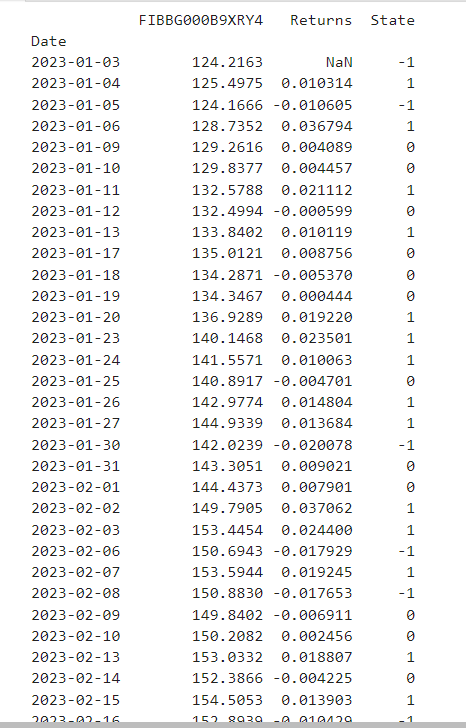 FIBBG000B9XRY4 Returns State
Date
2023-01-03 124.2163 NaN -1
2023-01-04 125.4975 0.010314 1
2023-01-05 124.1666 -0.010605 -1
2023-01-06 128.7352 0.036794 1
2023-01-09 129.2616 0.004089 0
2023-01-10 129.8377 0.004457 0
2023-01-11 132.5788 0.021112 1
2023-01-12 132.4994 -0.000599 0
2023-01-13 133.8402 0.010119 1
2023-01-17 135.0121 0.008756 0
2023-01-18 134.2871 -0.005370 0
2023-01-19 134.3467 0.000444 0
2023-01-20 136.9289 0.019220 1
2023-01-23 140.1468 0.023501 1
2023-01-24 141.5571 0.010063 1
2023-01-25 140.8917 -0.004701 0
2023-01-26 142.9774 0.014804 1
2023-01-27 144.9339 0.013684 1
2023-01-30 142.0239 -0.020078 -1
2023-01-31 143.3051 0.009021 0
2023-02-01 144.4373 0.007901 0
2023-02-02 149.7905 0.037062 1
2023-02-03 153.4454 0.024400 1
2023-02-06 150.6943 -0.017929 -1
2023-02-07 153.5944 0.019245 1
2023-02-08 150.8830 -0.017653 -1
2023-02-09 149.8402 -0.006911 0
2023-02-10 150.2082 0.002456 0
2023-02-13 153.0332 0.018807 1
2023-02-14 152.3866 -0.004225 0
2023-02-15 154.5053 0.013903 1
2023-02-16 152.8939 -0.010429 -1